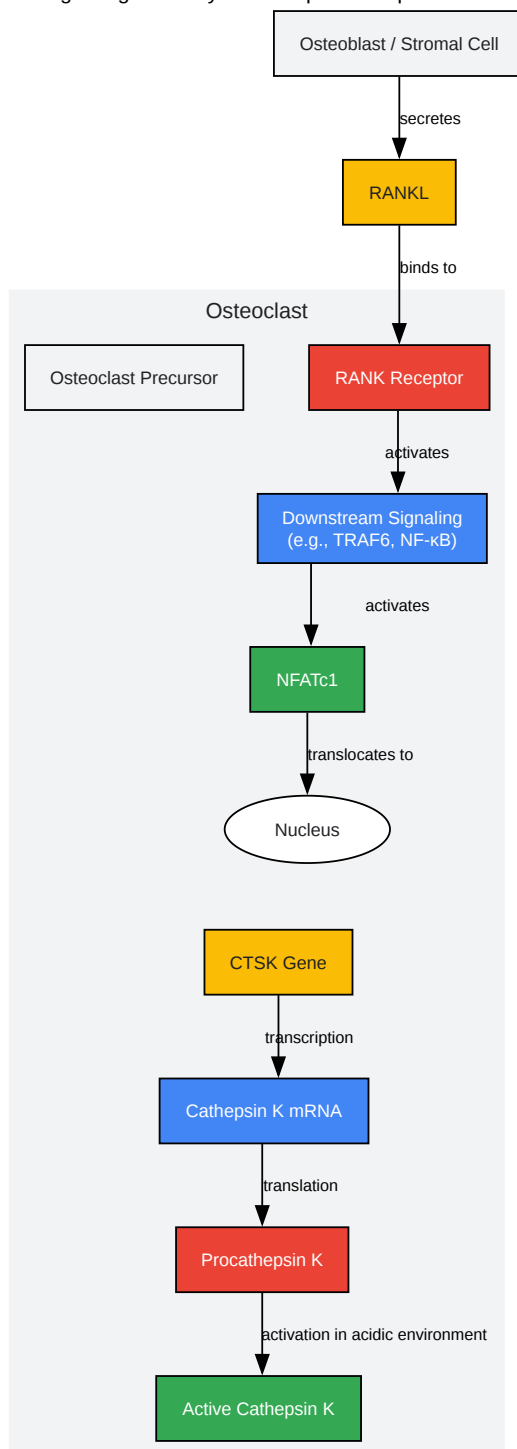 Osteoblast / Stromal Cell
secretes
RANKL
binds to
Osteoclast
Osteoclast Precursor
RANK Receptor
activates
Downstream Signaling
(e.g., TRAF6, NF-κB)
activates
NFATc1
translocates to
Nucleus
CTSK Gene
transcription
Cathepsin K mRNA
translation
Procathepsin K
activation in acidic environment
Active Cathepsin K